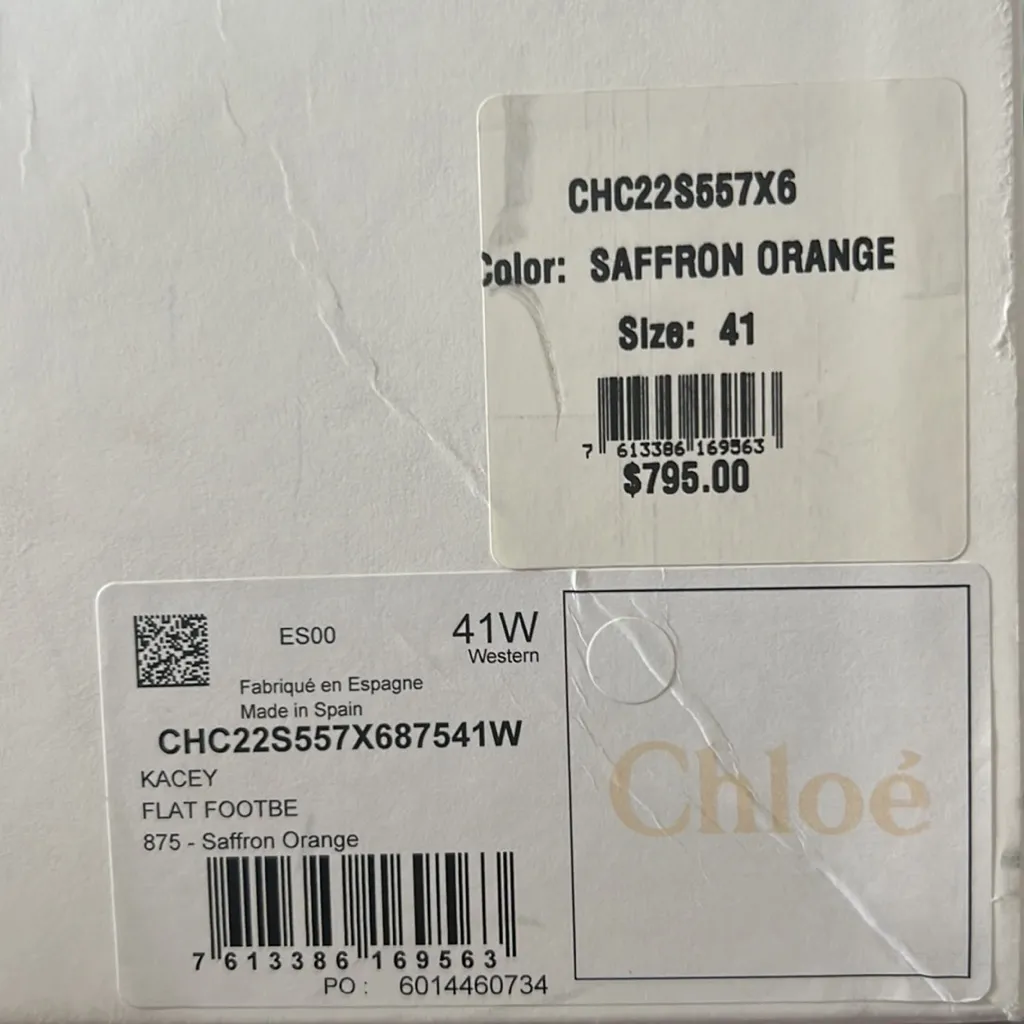 CHC22S557X6
Color: SAFFRON ORANGE
Size: 41
7 613386 169563
$795.00
ES00
41W
Western
Fabriqué en Espagne
Made in Spain
CHC22S557X687541W
KACEY
FLAT FOOTBE
875 - Saffron Orange
7 613386 169563
PO : 6014460734
Chloé